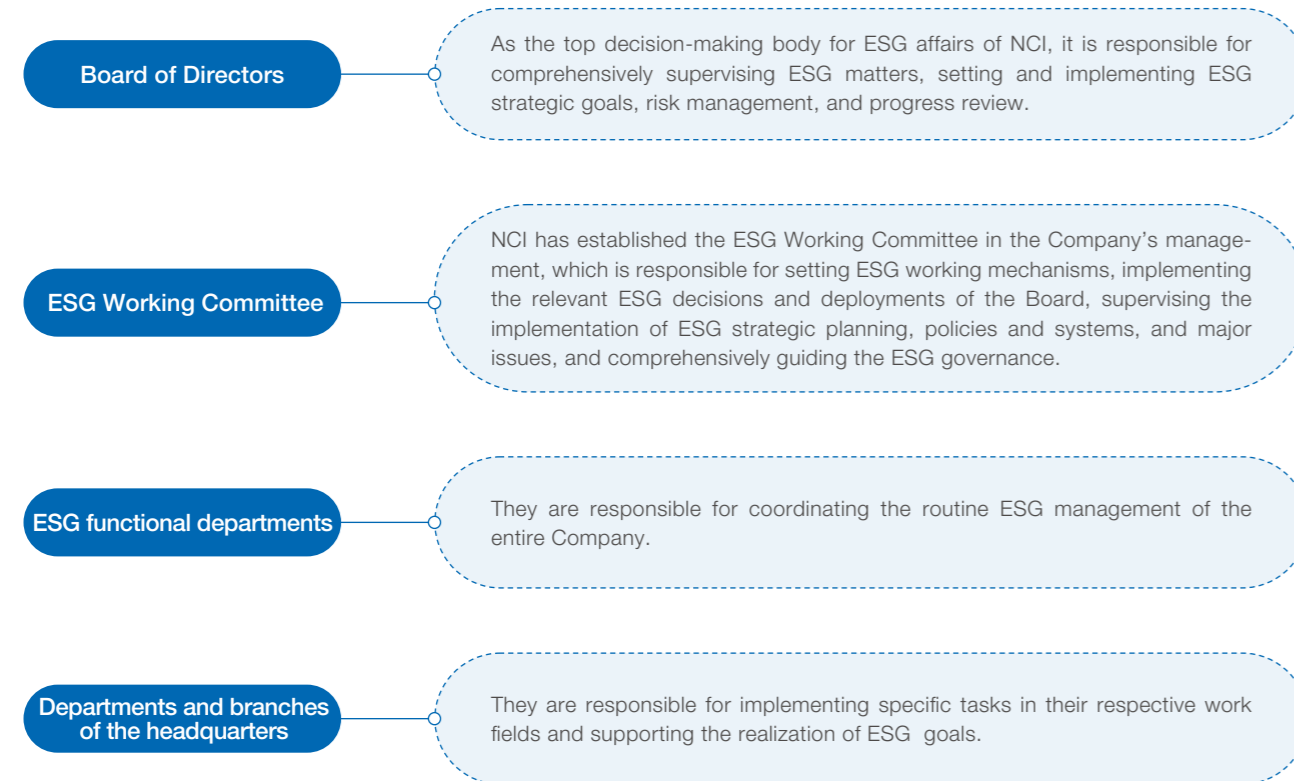 Board of Directors
As the top decision-making body for ESG affairs of NCI, it is responsible for
comprehensively supervising ESG matters, setting and implementing ESG
strategic goals, risk management, and progress review.
ESG Working Committee
NCI has established the ESG Working Committee in the Company's manage-
ment, which is responsible for setting ESG working mechanisms, implementing
the relevant ESG decisions and deployments of the Board, supervising the
implementation of ESG strategic planning, policies and systems, and major
issues, and comprehensively guiding the ESG governance.
ESG functional departments
They are responsible for coordinating the routine ESG management of the
entire Company.
Departments and branches
of the headquarters
They are responsible for implementing specific tasks in their respective work
fields and supporting the realization of ESG goals.